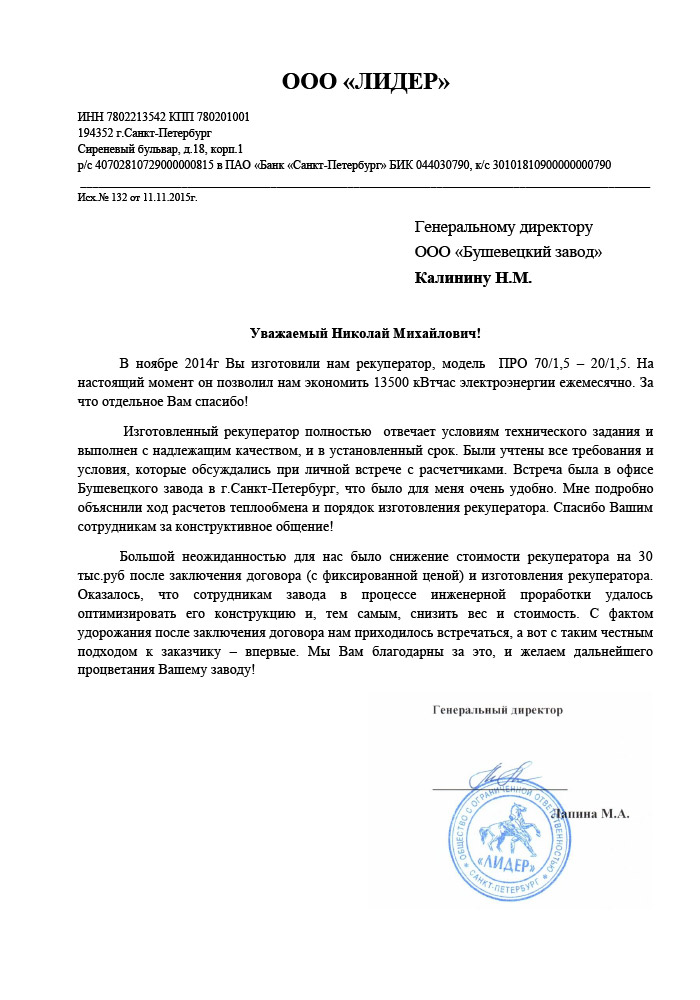 ООО «ЛИДЕР»
ИНН 7802213542 КПП 780201001
194352 г.Санкт-Петербург
Сиреневый бульвар, д.18, корп.1
р/с 40702810729000000815 в ПАО «Банк «Санкт-Петербург» БИК 044030790, к/с 30101810900000000790
Исх.№ 132 от 11.11.2015г.
Генеральному директору
ООО «Бушевецкий завод»
Калинину Н.М.
Уважаемый Николай Михайлович!
В ноябре 2014г Вы изготовили нам рекуператор, модель ПРО 70/1,5 – 20/1,5. На
настоящий момент он позволил нам экономить 13500 кВтчас электроэнергии ежемесячно. За
что отдельное Вам спасибо!
Изготовленный рекуператор полностью отвечает условиям технического задания и
выполнен с надлежащим качеством, и в установленный срок. Были учтены все требования и
условия, которые обсуждались при личной встрече с расчетчиками. Встреча была в офисе
Бушевецкого завода в г.Санкт-Петербург, что было для меня очень удобно. Мне подробно
объяснили ход расчетов теплообмена и порядок изготовления рекуператора. Спасибо Вашим
сотрудникам за конструктивное общение!
Большой неожиданностью для нас было снижение стоимости рекуператора на 30
тыс.руб после заключения договора (с фиксированной ценой) и изготовления рекуператора.
Оказалось, что сотрудникам завода в процессе инженерной проработки удалось
оптимизировать его конструкцию и, тем самым, снизить вес и стоимость. С фактом
удорожания после заключения договора нам приходилось встречаться, а вот с таким честным
подходом к заказчику – впервые. Мы Вам благодарны за это, и желаем дальнейшего
процветания Вашему заводу!
Генеральный директор
Лапина М.А.
ОБЩЕСТВО С ОГРАНИЧЕННОЙ ОТВЕТСТВЕННОСТЬЮ
«ЛИДЕР»
САНКТ-ПЕТЕРБУРГ